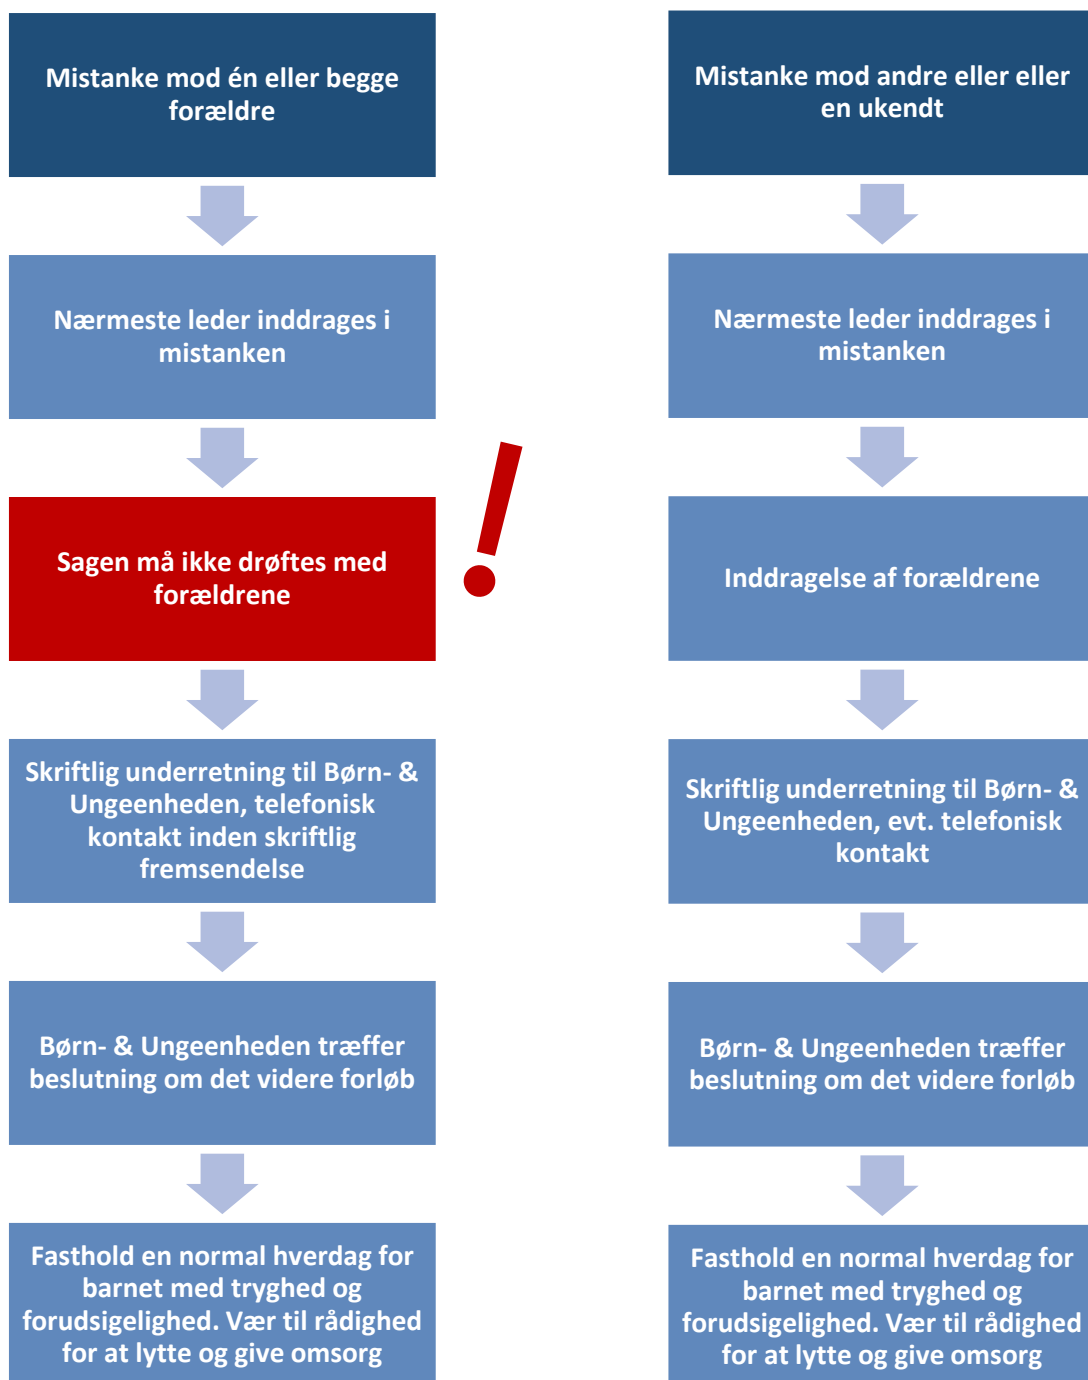 Mistanke mod én eller begge
forældre
Nærmeste leder inddrages i
mistanken
Sagen må ikke drøftes med
forældrene
!
Skriftlig underretning til Børn- &
Ungeenheden, telefonisk
kontakt inden skriftlig
fremsendelse
Børn- & Ungeenheden træffer
beslutning om det videre forløb
Fasthold en normal hverdag for
barnet med tryghed og
forudsigelighed. Vær til rådighed
for at lytte og give omsorg
Mistanke mod andre eller eller
en ukendt
Nærmeste leder inddrages i
mistanken
Inddragelse af forældrene
Skriftlig underretning til Børn- &
Ungeenheden, evt. telefonisk
kontakt
Børn- & Ungeenheden træffer
beslutning om det videre forløb
Fasthold en normal hverdag for
barnet med tryghed og
forudsigelighed. Vær til rådighed
for at lytte og give omsorg